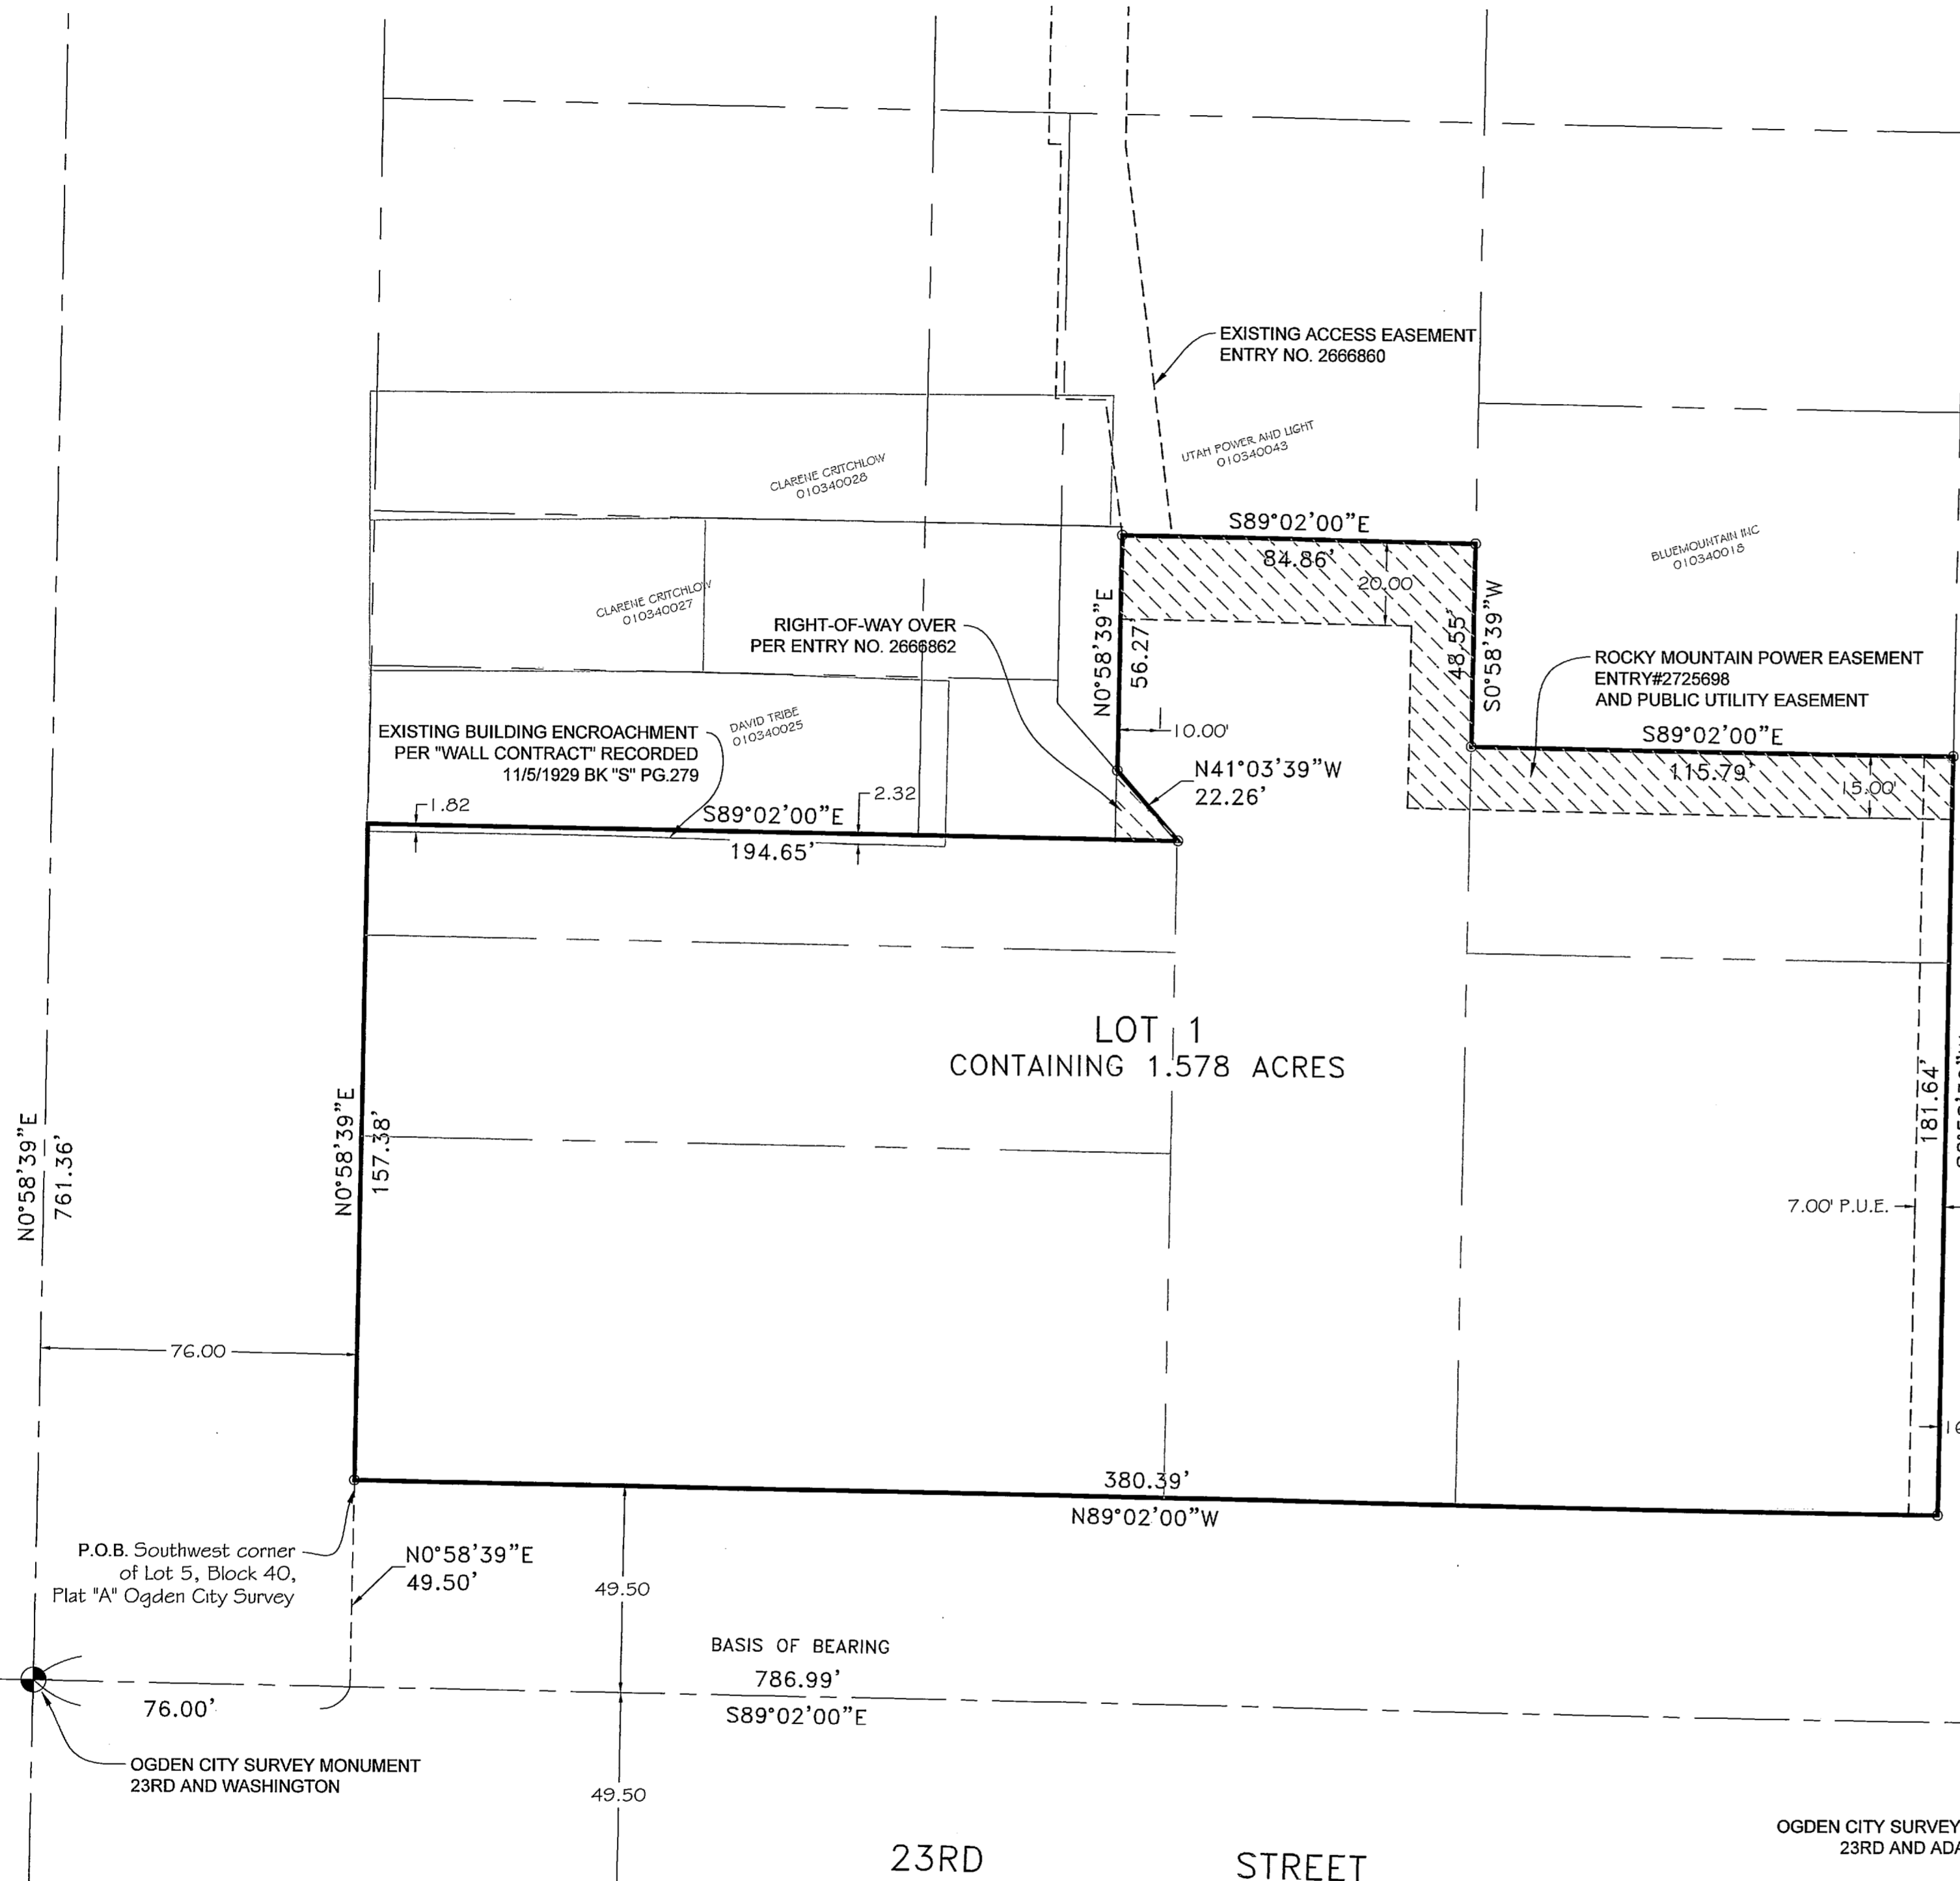 EXISTING ACCESS EASEMENT
ENTRY NO. 2666860
UTAH POWER AND LIGHT
010340043
CLARENE CRITCHLOW
010340028
S89°02'00"E
84.86'
20.00
BLUEMOUNTAIN INC
010340018
CLARENE CRITCHLOW
010340027
RIGHT-OF-WAY OVER
PER ENTRY NO. 2666862
N0°58'39"E
56.27'
48.55'
S0°58'39"W
ROCKY MOUNTAIN POWER EASEMENT
ENTRY#2725698
AND PUBLIC UTILITY EASEMENT
DAVID TRIBE
010340025
EXISTING BUILDING ENCROACHMENT
PER "WALL CONTRACT" RECORDED
11/5/1929 BK "S" PG.279
10.00'
S89°02'00"E
115.79'
15.00'
N41°03'39"W
22.26'
1.82
2.32
S89°02'00"E
194.65'
LOT 1
CONTAINING 1.578 ACRES
N0°58'39"E
761.36'
N0°58'39"E
157.38'
181.64'
7.00' P.U.E.
76.00
380.39'
N89°02'00"W
P.O.B. Southwest corner
of Lot 5, Block 40,
Plat "A" Ogden City Survey
N0°58'39"E
49.50'
49.50
BASIS OF BEARING
786.99'
S89°02'00"E
76.00'
OGDEN CITY SURVEY MONUMENT
23RD AND WASHINGTON
49.50
OGDEN CITY SURVEY
23RD AND ADA
23RD STREET